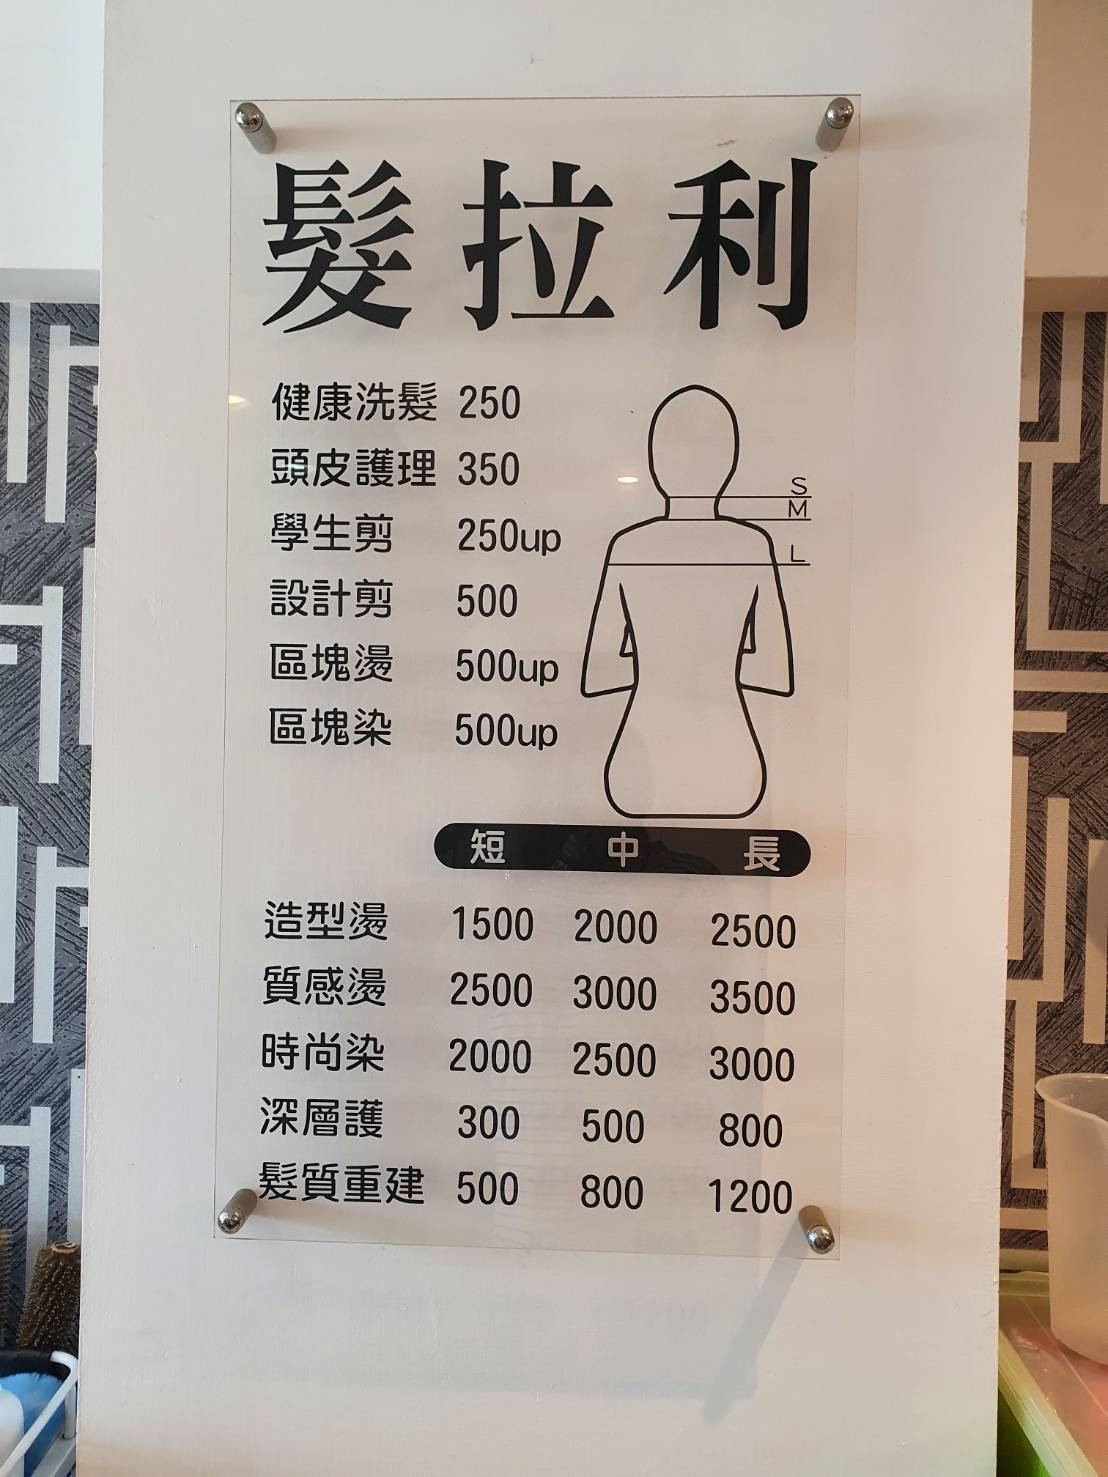 髮拉利
健康洗髮 250
頭皮護理 350
學生剪 250up
設計剪 500
區塊燙 500up
區塊染 500up
S
M
L
短 中 長
造型燙 1500 2000 2500
質感燙 2500 3000 3500
時尚染 2000 2500 3000
深層護 300 500 800
髮質重建 500 800 1200